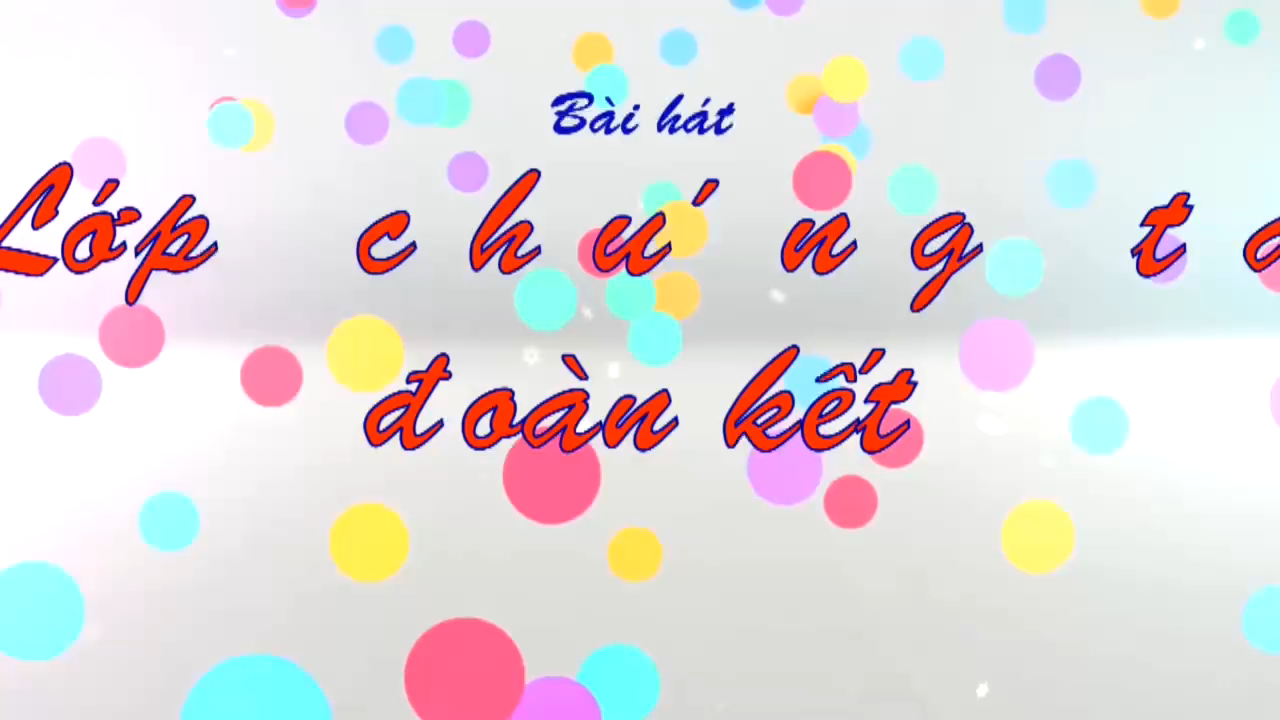 Bài hát
Lớp chúng ta
đoàn kết